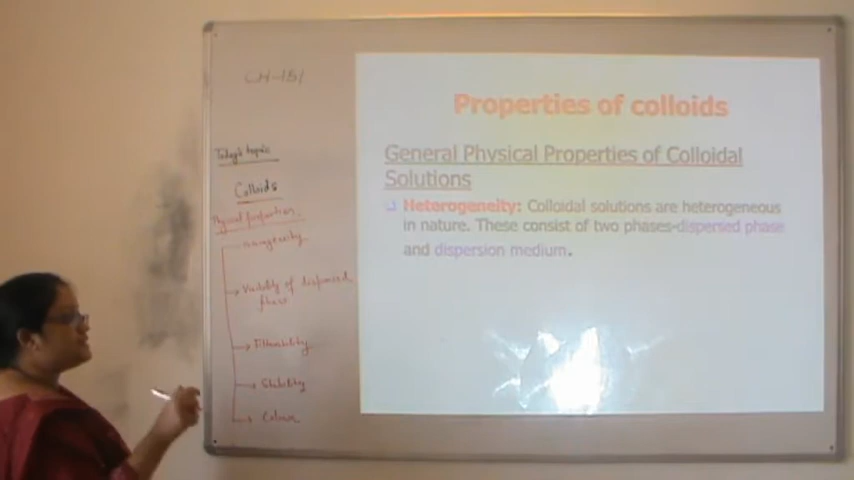 CH-151
Today's topic
Colloids
Physical properties
Visibility of dispersed
phase
Filterability
Stability
Colour
Properties of colloids
General Physical Properties of Colloidal
Solutions
Heterogeneity: Colloidal solutions are heterogeneous
in nature. These consist of two phases-dispersed phase
and dispersion medium.